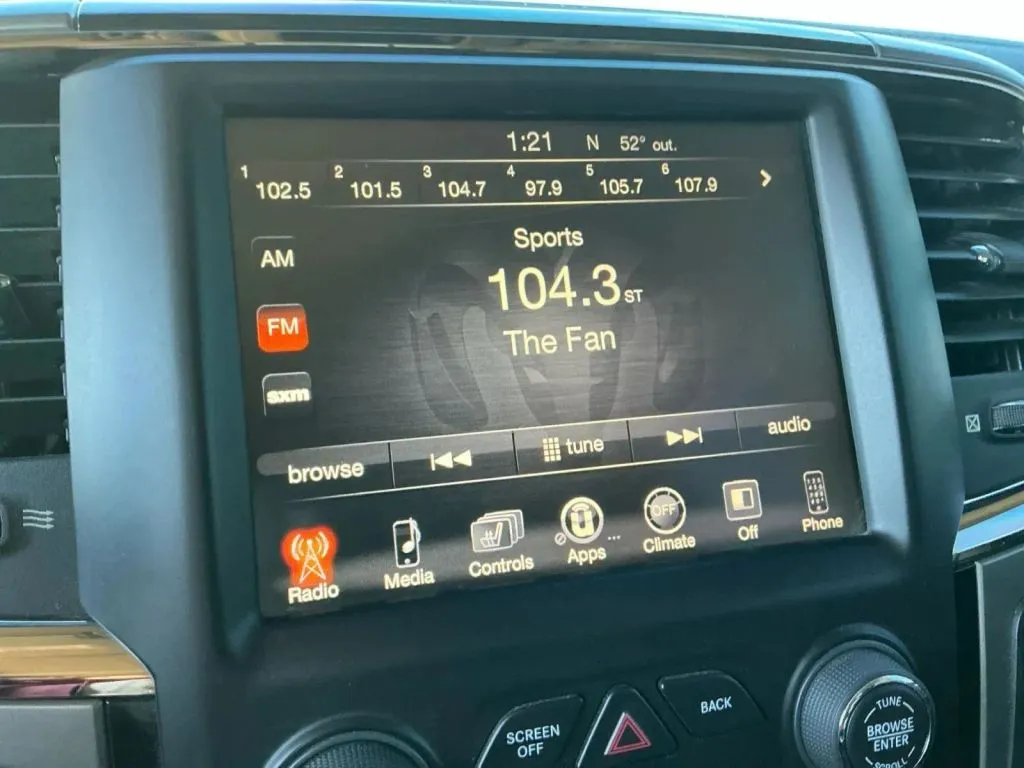 1:21 N 52° out.
1 102.5 2 101.5 3 104.7 4 97.9 5 105.7 6 107.9
Sports
AM
104.3 ST
FM
The Fan
sxm
browse tune audio
Radio Media Controls Apps OFF Climate Off Phone
SCREEN OFF
BACK
TUNE
BROWSE
ENTER
SCROLL